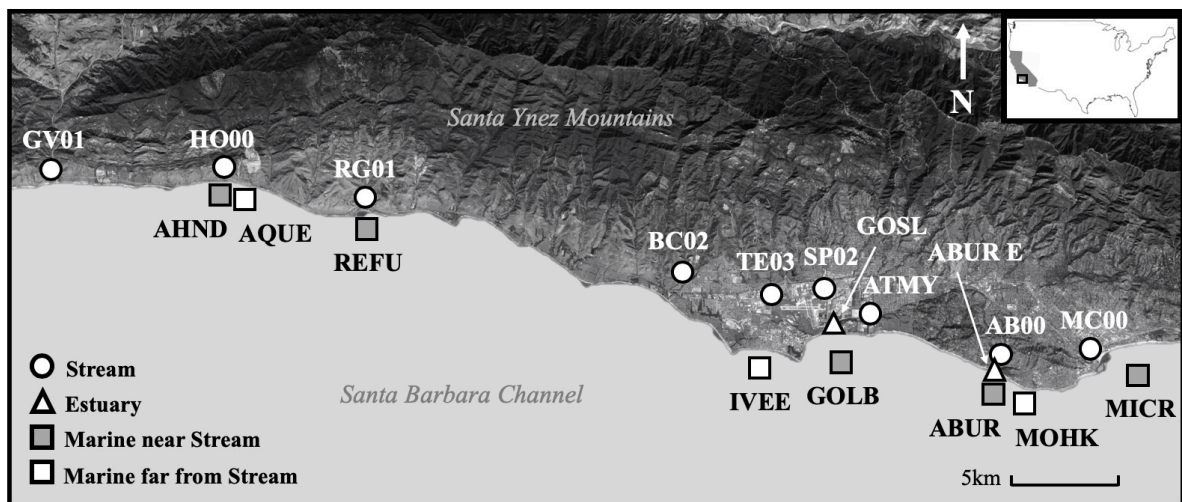 Santa Ynez Mountains
N
GV01
HO00
RG01
AHND
AQUE
REFU
BC02
TE03
SP02
GOSL
ATMY
ABUR E
AB00
MC00
IVEE
GOLB
ABUR
MOHK
MICR
Santa Barbara Channel
Stream
Estuary
Marine near Stream
Marine far from Stream
5km